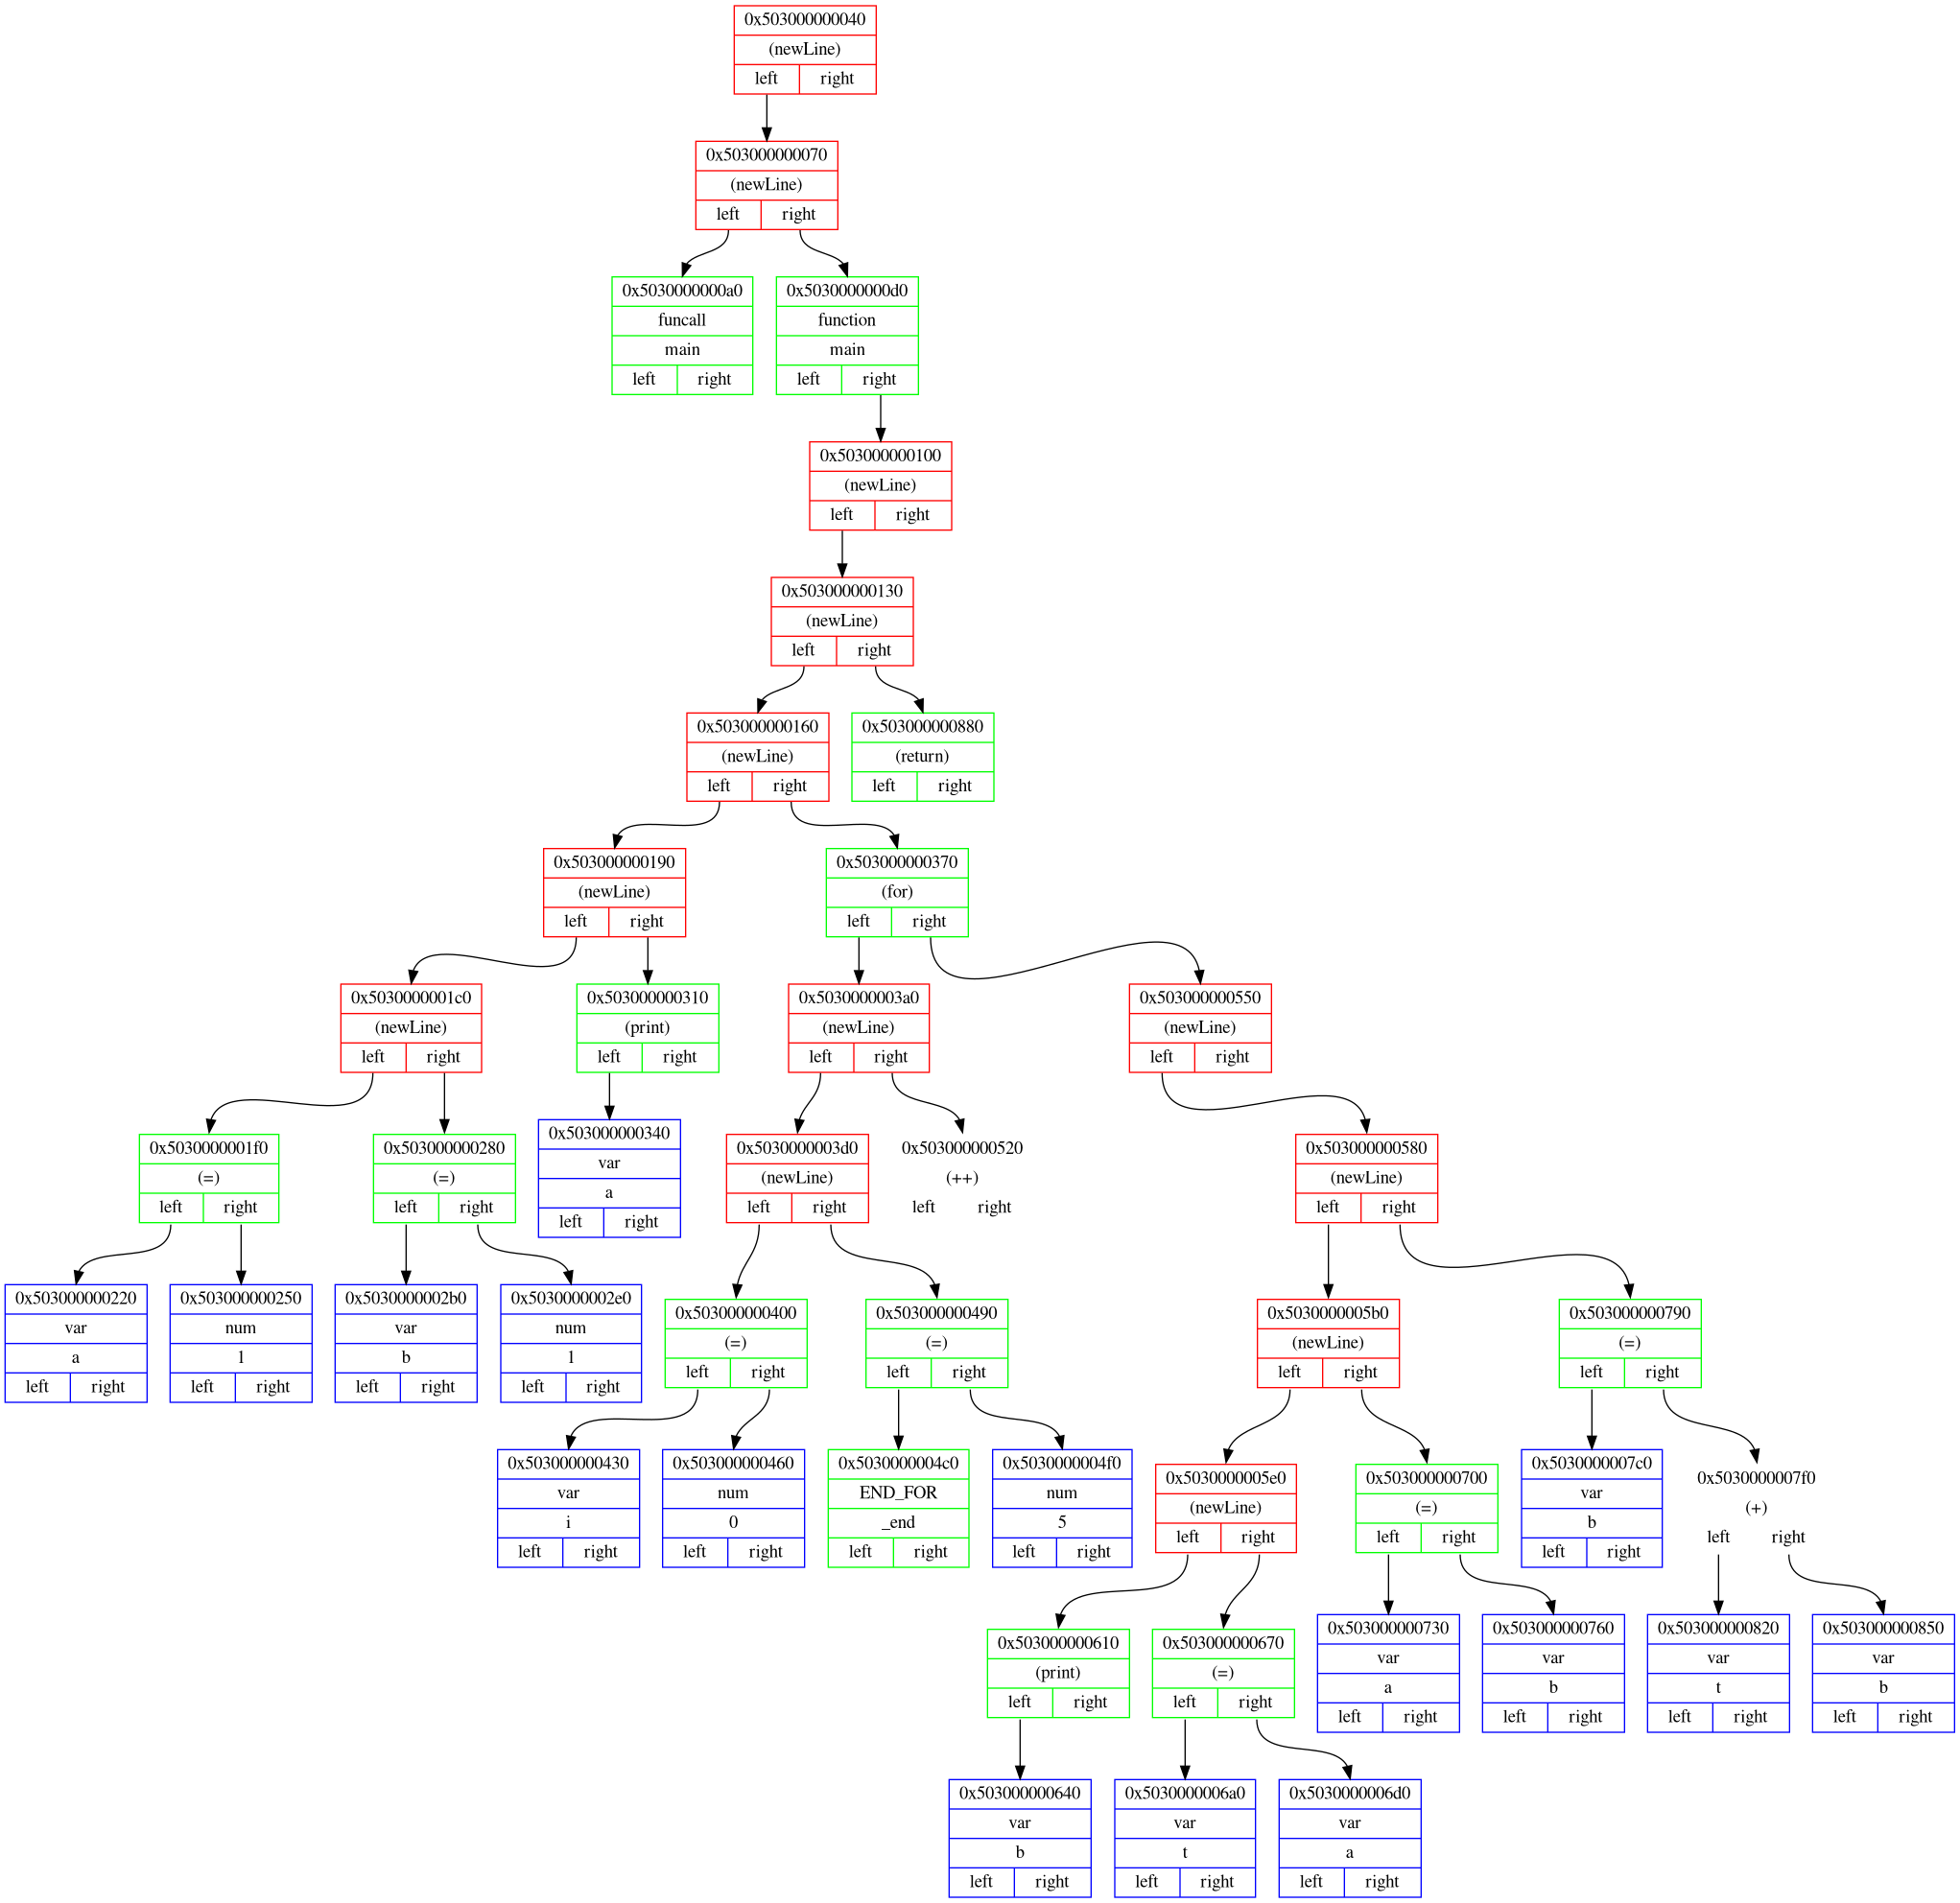 0x503000000040
(newLine)
left right
0x503000000070
(newLine)
left right
0x5030000000a0
funcall
main
left right
0x5030000000d0
function
main
left right
0x503000000100
(newLine)
left right
0x503000000130
(newLine)
left right
0x503000000160
(newLine)
left right
0x503000000880
(return)
left right
0x503000000190
(newLine)
left right
0x503000000370
(for)
left right
0x5030000001c0
(newLine)
left right
0x503000000310
(print)
left right
0x5030000003a0
(newLine)
left right
0x503000000550
(newLine)
left right
0x5030000001f0
(=)
left right
0x503000000280
(=)
left right
0x503000000340
var
a
left right
0x5030000003d0
(newLine)
left right
0x503000000520
(++)
left right
0x503000000580
(newLine)
left right
0x503000000220
var
a
left right
0x503000000250
num
1
left right
0x5030000002b0
var
b
left right
0x5030000002e0
num
1
left right
0x503000000400
(=)
left right
0x503000000490
(=)
left right
0x5030000005b0
(newLine)
left right
0x503000000790
(=)
left right
0x503000000430
var
i
left right
0x503000000460
num
0
left right
0x5030000004c0
END_FOR
_end
left right
0x5030000004f0
num
5
left right
0x5030000005e0
(newLine)
left right
0x503000000700
(=)
left right
0x5030000007c0
var
b
left right
0x5030000007f0
(+)
left right
0x503000000610
(print)
left right
0x503000000670
(=)
left right
0x503000000730
var
a
left right
0x503000000760
var
b
left right
0x503000000820
var
t
left right
0x503000000850
var
b
left right
0x503000000640
var
b
left right
0x5030000006a0
var
t
left right
0x5030000006d0
var
a
left right